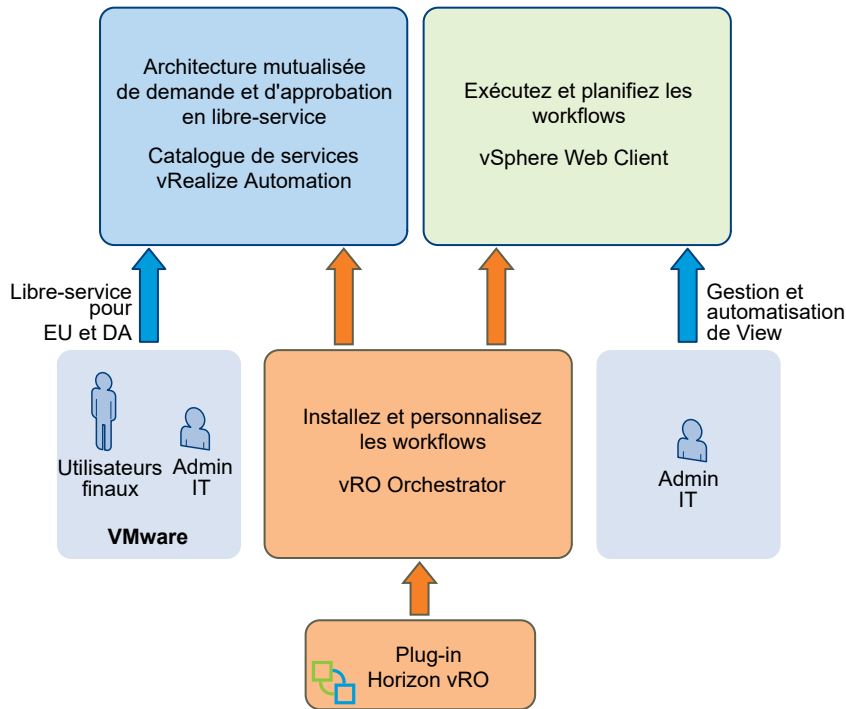 Architecture mutualisée
de demande et d'approbation
en libre-service
Catalogue de services
vRealize Automation
Exécutez et planifiez les
workflows
vSphere Web Client
Libre-service
pour
EU et DA
Gestion et
automatisation
de View
Utilisateurs
finaux
Admin
IT
VMware
Installez et personnalisez
les workflows
vRO Orchestrator
Admin
IT
Plug-in
Horizon vRO